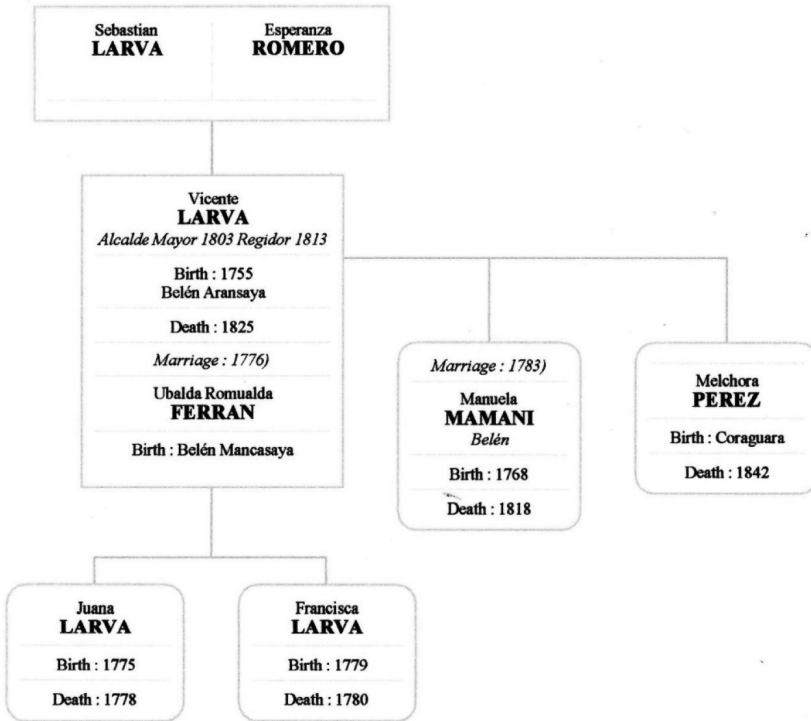 Sebastian
LARVA
Esperanza
ROMERO
Vicente
LARVA
Alcalde Mayor 1803 Regidor 1813
Birth : 1755
Belén Aransaya
Death : 1825
Marriage : 1776)
Ubalda Romualda
FERRAN
Birth : Belén Mancasaya
Marriage : 1783)
Manuela
MAMANI
Belén
Birth : 1768
Death : 1818
Melchora
PEREZ
Birth : Coraguara
Death : 1842
Juana
LARVA
Birth : 1775
Death : 1778
Francisca
LARVA
Birth : 1779
Death : 1780